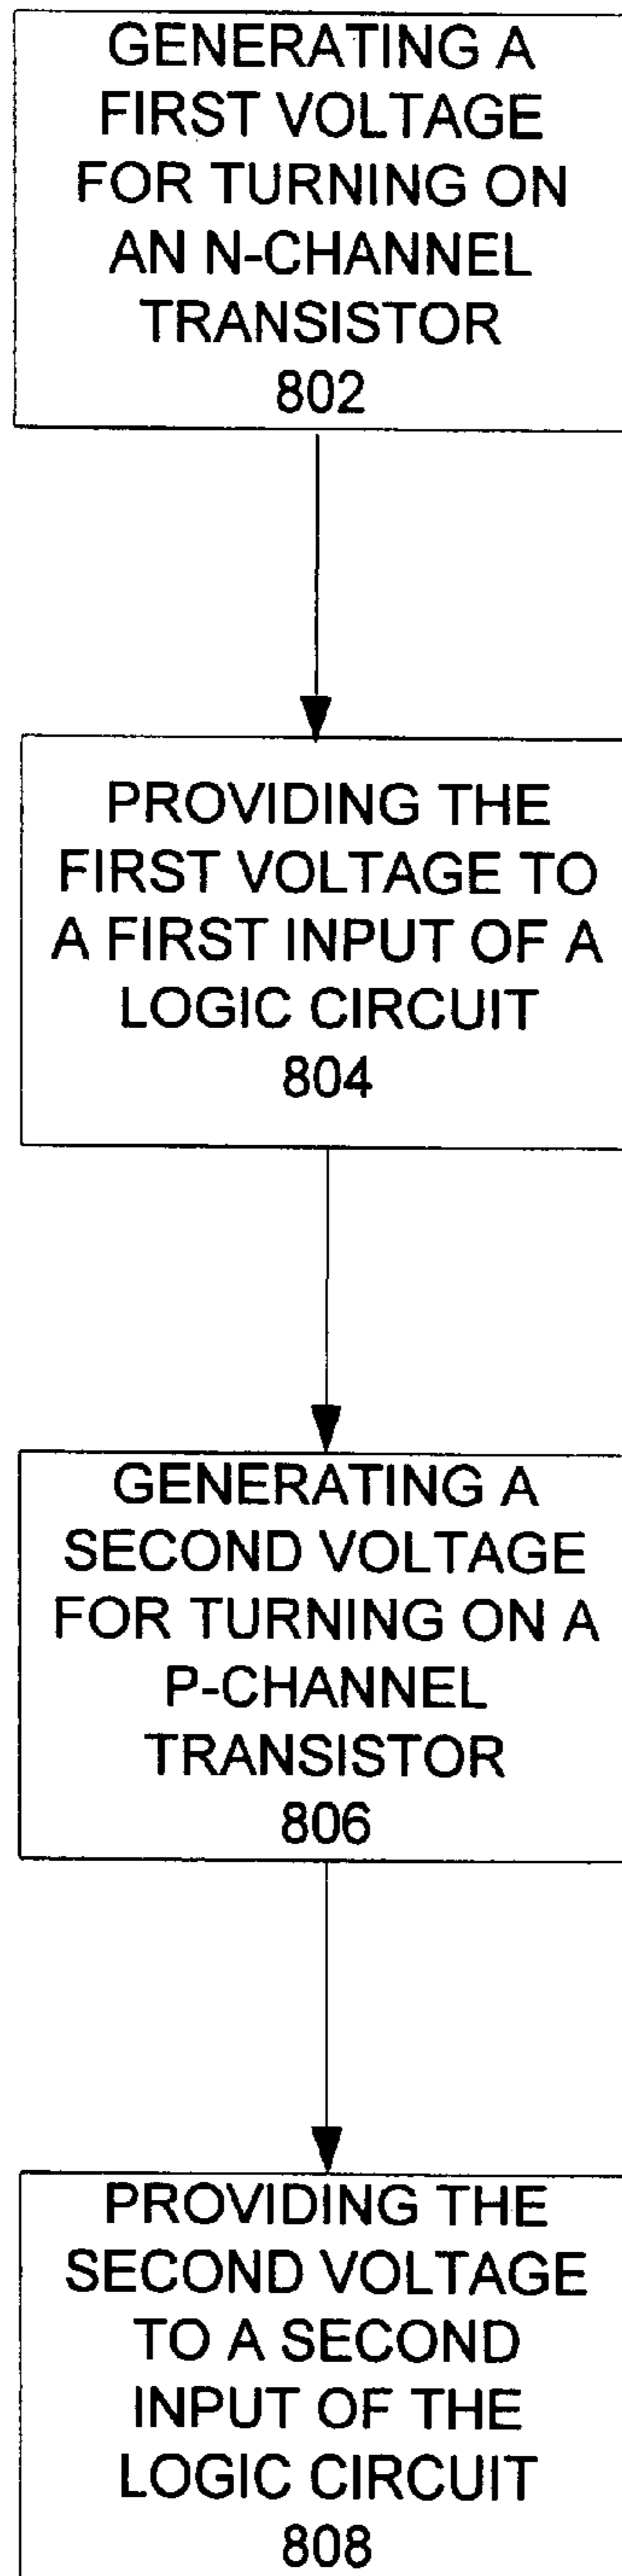 GENERATING A
FIRST VOLTAGE
FOR TURNING ON
AN N-CHANNEL
TRANSISTOR
802
PROVIDING THE
FIRST VOLTAGE TO
A FIRST INPUT OF A
LOGIC CIRCUIT
804
GENERATING A
SECOND VOLTAGE
FOR TURNING ON A
P-CHANNEL
TRANSISTOR
806
PROVIDING THE
SECOND VOLTAGE
TO A SECOND
INPUT OF THE
LOGIC CIRCUIT
808